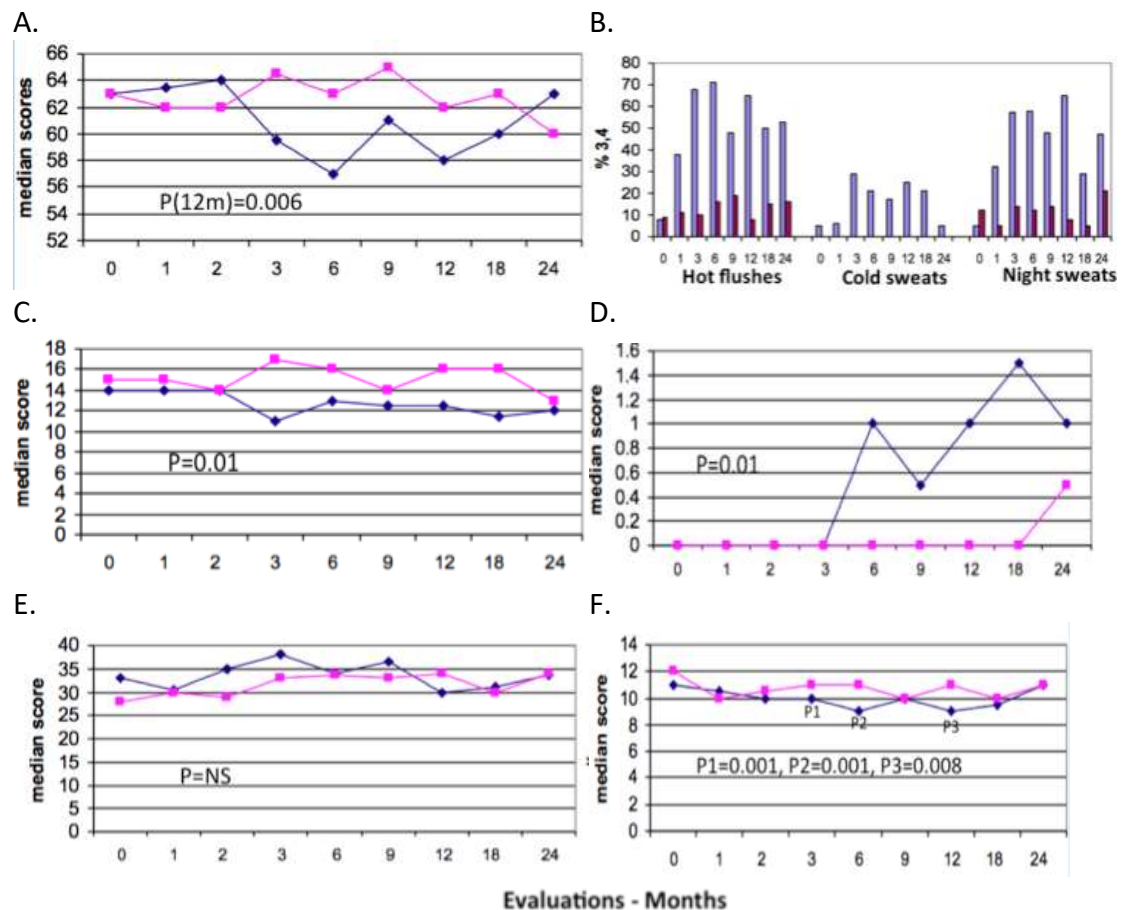 A.
median scores
66
64
62
60
58
56
54
52
P(12m)=0.006
0 1 2 3 6 9 12 18 24
B.
% 3,4
80
70
60
50
40
30
20
10
0
0 1 3 6 9 12 18 24 0 1 3 6 9 12 18 24 0 1 3 6 9 12 18 24
Hot flushes Cold sweats Night sweats
C.
median score
18
16
14
12
10
8
6
4
2
0
P=0.01
0 1 2 3 6 9 12 18 24
D.
median score
1.6
1.4
1.2
1
0.8
0.6
0.4
0.2
0
P=0.01
0 1 2 3 6 9 12 18 24
E.
median score
40
35
30
25
20
15
10
5
0
P=NS
0 1 2 3 6 9 12 18 24
F.
median score
14
12
10
8
6
4
2
0
P1 P2 P3
P1=0.001, P2=0.001, P3=0.008
0 1 2 3 6 9 12 18 24
Evaluations - Months